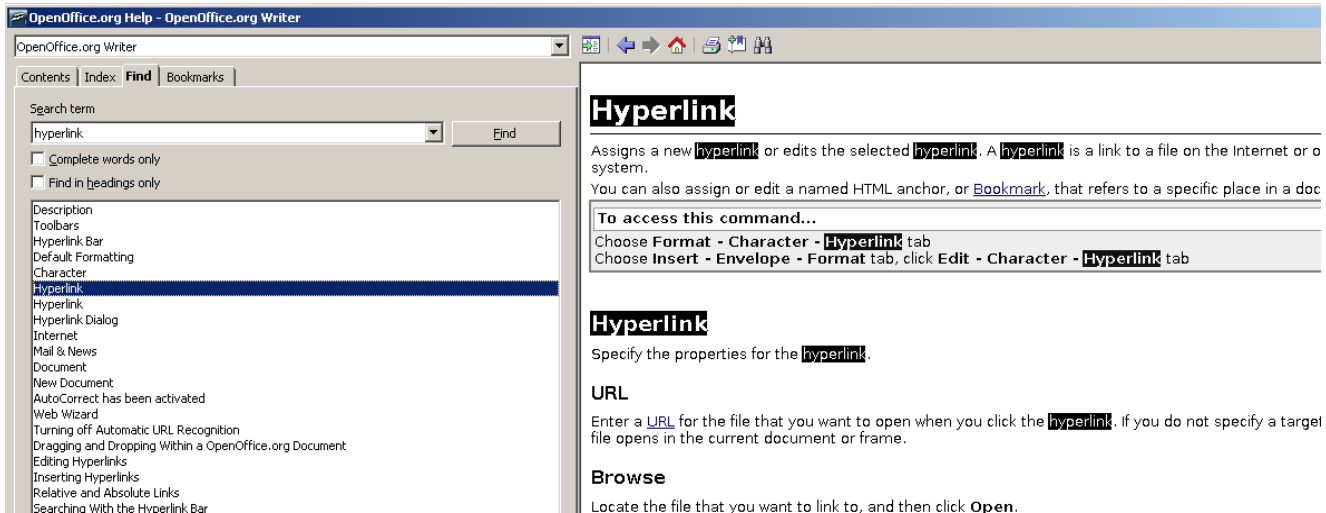 OpenOffice.org Help - OpenOffice.org Writer
OpenOffice.org Writer
Contents Index Find Bookmarks
Search term
hyperlink
Find
Complete words only
Find in headings only
Description
Toolbars
Hyperlink Bar
Default Formatting
Character
Hyperlink
Hyperlink
Hyperlink Dialog
Internet
Mail & News
Document
New Document
AutoCorrect has been activated
Web Wizard
Turning off Automatic URL Recognition
Dragging and Dropping Within a OpenOffice.org Document
Editing Hyperlinks
Inserting Hyperlinks
Relative and Absolute Links
Searching With the Hyperlink Bar
Hyperlink
Assigns a new hyperlink or edits the selected hyperlink. A hyperlink is a link to a file on the Internet or o
system.
You can also assign or edit a named HTML anchor, or Bookmark, that refers to a specific place in a doc
To access this command...
Choose Format - Character - Hyperlink tab
Choose Insert - Envelope - Format tab, click Edit - Character - Hyperlink tab
Hyperlink
Specify the properties for the hyperlink.
URL
Enter a URL for the file that you want to open when you click the hyperlink. If you do not specify a target
file opens in the current document or frame.
Browse
Locate the file that you want to link to, and then click Open.